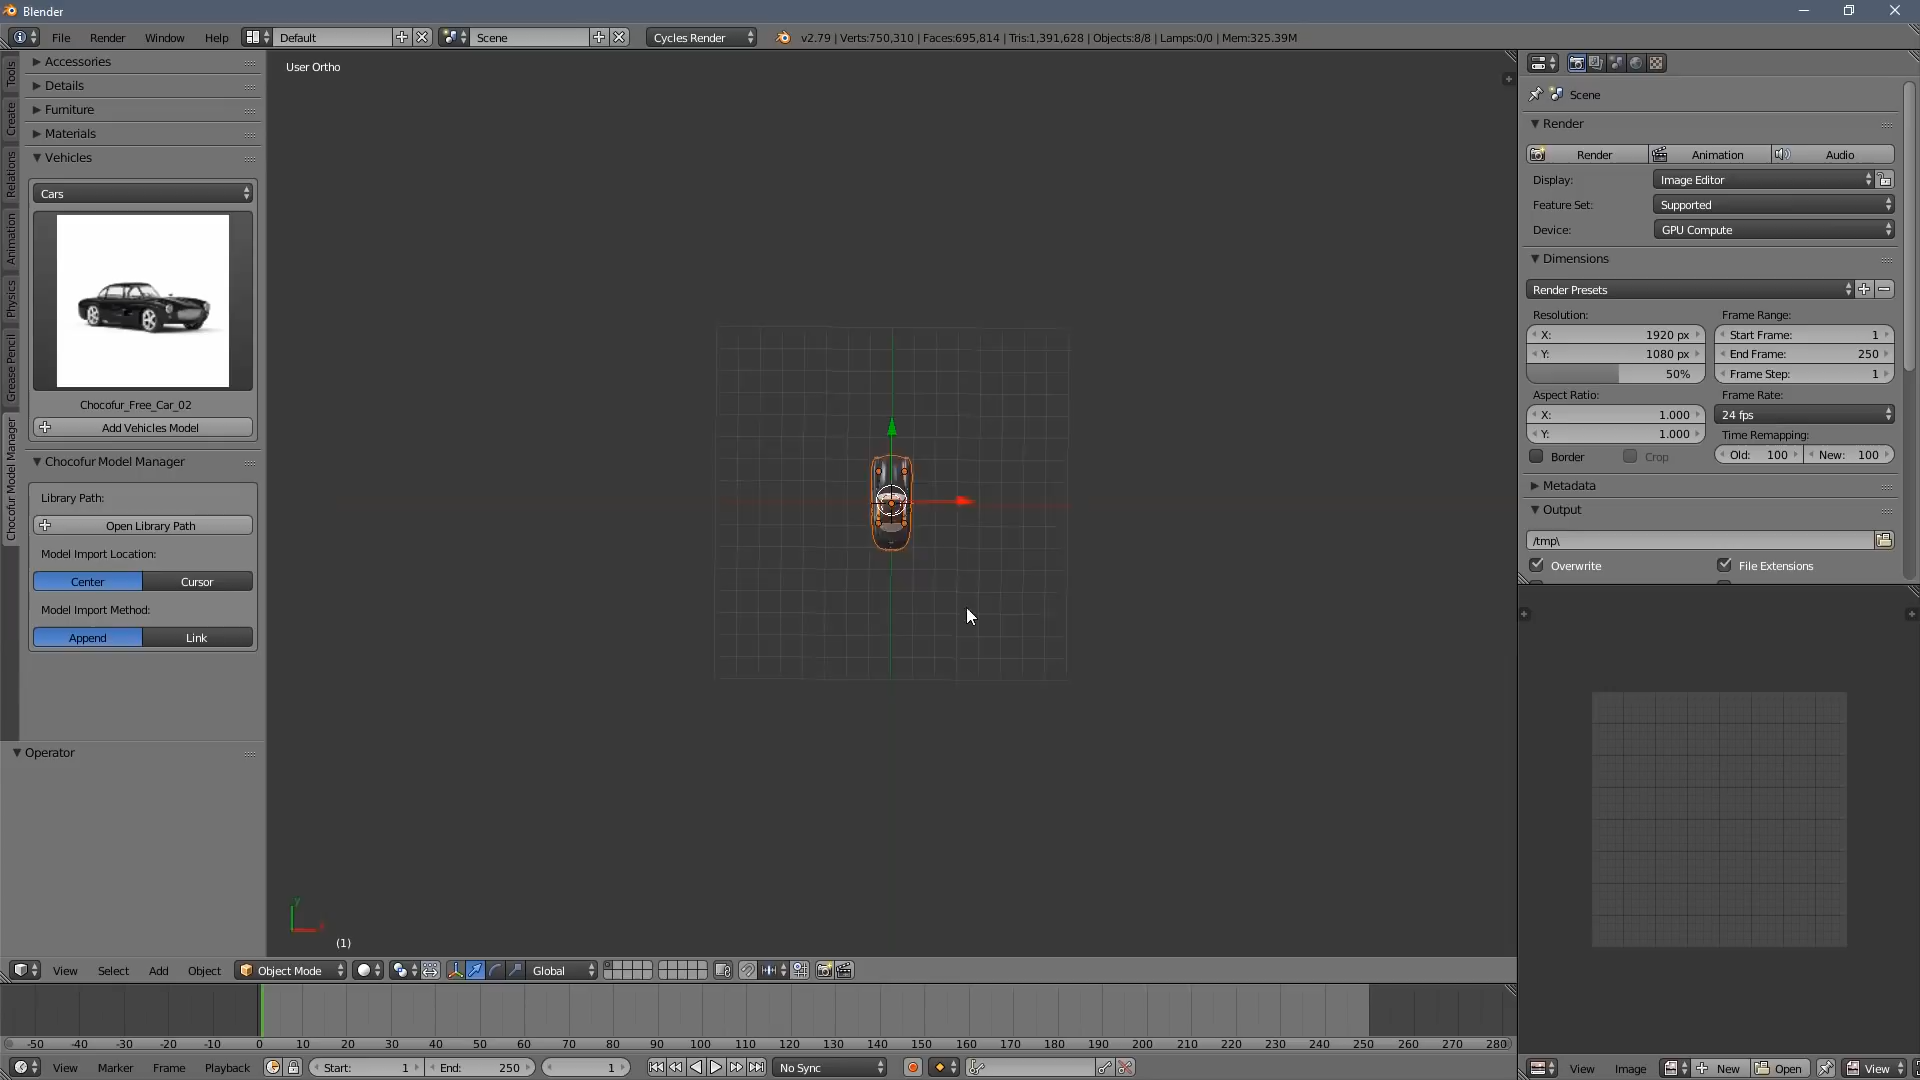 Blender
File Render Window Help Default Scene Cycles Render v2.79 | Verts:750,310 | Faces:695,814 | Tris:1,391,628 | Objects:8/8 | Lamps:0/0 | Mem:325.39M
Tools
Create
Relations
Animation
Physics
Grease Pencil
Chocofur Model Manager
Accessories
Details
Furniture
Materials
Vehicles
Cars
Chocofur_Free_Car_02
Add Vehicles Model
Chocofur Model Manager
Library Path:
Open Library Path
Model Import Location:
Center Cursor
Model Import Method:
Append Link
Operator
User Ortho
(1)
View Select Add Object Object Mode Global
-50 -40 -30 -20 -10 0 10 20 30 40 50 60 70 80 90 100 110 120 130 140 150 160 170 180 190 200 210 220 230 240 250 260 270 280
View Marker Frame Playback Start: 1 End: 250 1 No Sync
Scene
Render
Render Animation Audio
Display: Image Editor
Feature Set: Supported
Device: GPU Compute
Dimensions
Render Presets
Resolution: Frame Range:
X: 1920 px Start Frame: 1
Y: 1080 px End Frame: 250
50% Frame Step: 1
Aspect Ratio: Frame Rate:
X: 1.000 24 fps
Y: 1.000 Time Remapping:
Border Crop Old: 100 New: 100
Metadata
Output
/tmp\
Overwrite File Extensions
View Image New Open View